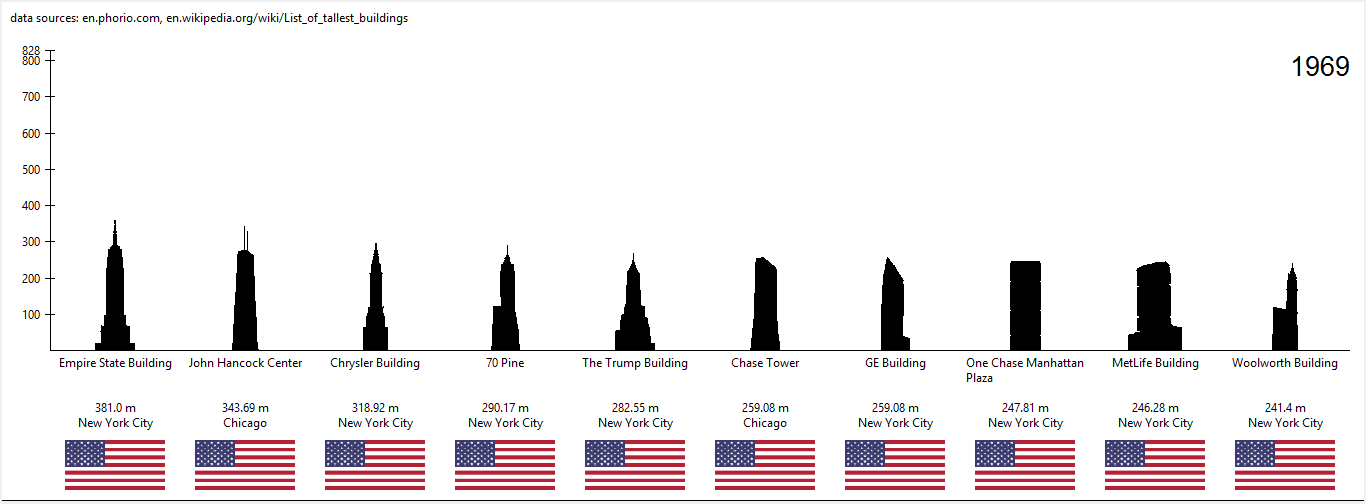 data sources: en.phorio.com, en.wikipedia.org/wiki/List_of_tallest_buildings
1969
828
800
700
600
500
400
300
200
100
Empire State Building
John Hancock Center
Chrysler Building
70 Pine
The Trump Building
Chase Tower
GE Building
One Chase Manhattan
Plaza
MetLife Building
Woolworth Building
381.0 m
New York City
343.69 m
Chicago
318.92 m
New York City
290.17 m
New York City
282.55 m
New York City
259.08 m
Chicago
259.08 m
New York City
247.81 m
New York City
246.28 m
New York City
241.4 m
New York City